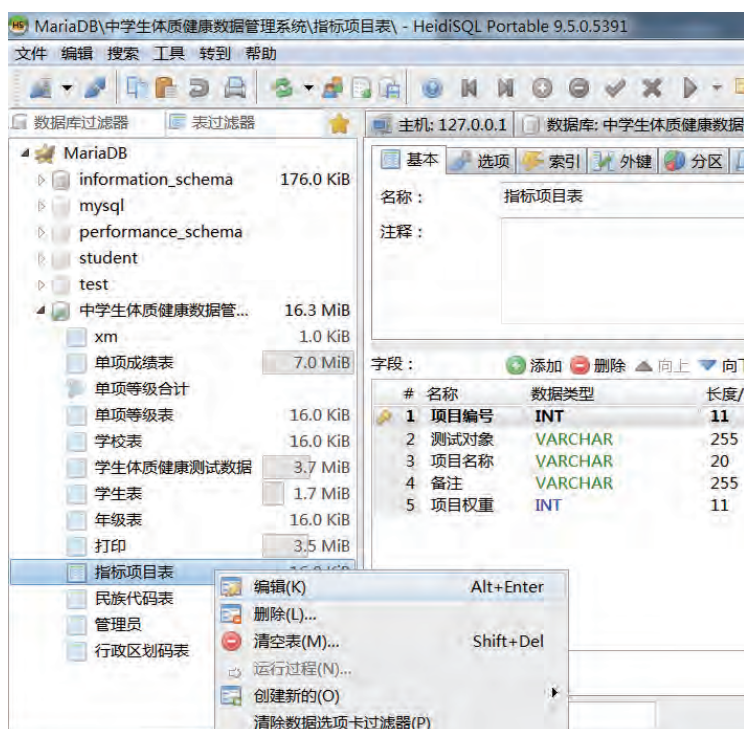 MariaDB\中学生体质健康数据管理系统\指标项目表\ - HeidiSQL Portable 9.5.0.5391
文件 编辑 搜索 工具 转到 帮助
数据库过滤器 表过滤器
主机: 127.0.0.1 数据库: 中学生体质健康数据
MariaDB
information_schema 176.0 KiB
mysql
performance_schema
student
test
中学生体质健康数据管... 16.3 MiB
xm 1.0 KiB
单项成绩表 7.0 MiB
单项等级合计
单项等级表 16.0 KiB
学校表 16.0 KiB
学生体质健康测试数据 3.7 MiB
学生表 1.7 MiB
年级表 16.0 KiB
打印 3.5 MiB
指标项目表
民族代码表
管理员
行政区划码表
基本 选项 索引 外键 分区
名称： 指标项目表
注释：
字段： 添加 删除 向上 向下
# 名称 数据类型 长度/
1 项目编号 INT 11
2 测试对象 VARCHAR 255
3 项目名称 VARCHAR 20
4 备注 VARCHAR 255
5 项目权重 INT 11
编辑(K) Alt+Enter
删除(L)...
清空表(M)... Shift+Del
运行过程(N)...
创建新的(O)
清除数据选项卡过滤器(P)